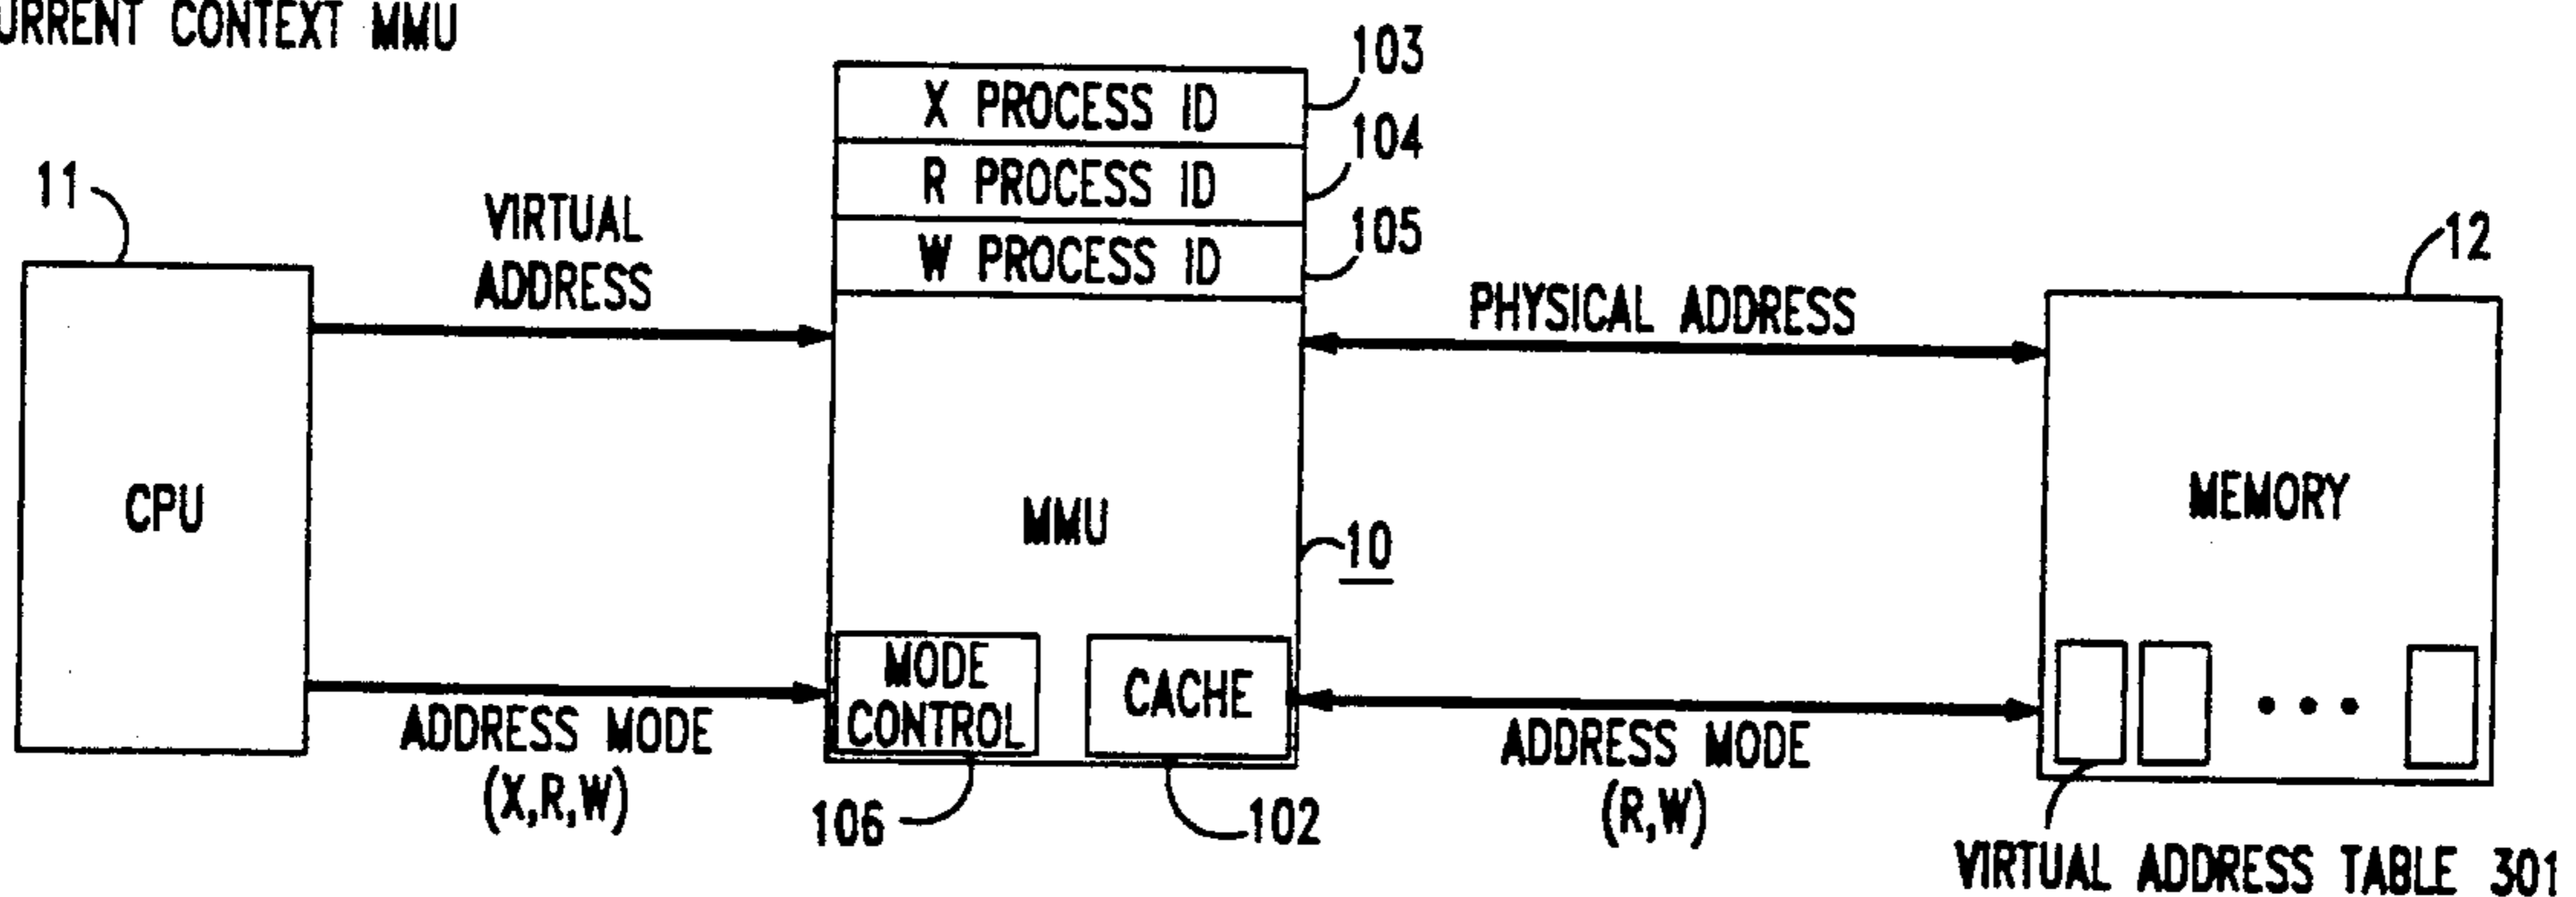 URRENT CONTEXT MMU
103
X PROCESS ID
104
R PROCESS ID
105
W PROCESS ID
11
VIRTUAL
ADDRESS
12
PHYSICAL ADDRESS
CPU
MMU
10
MEMORY
MODE
CONTROL
CACHE
ADDRESS MODE
(X,R,W)
ADDRESS MODE
(R,W)
106
102
VIRTUAL ADDRESS TABLE 301